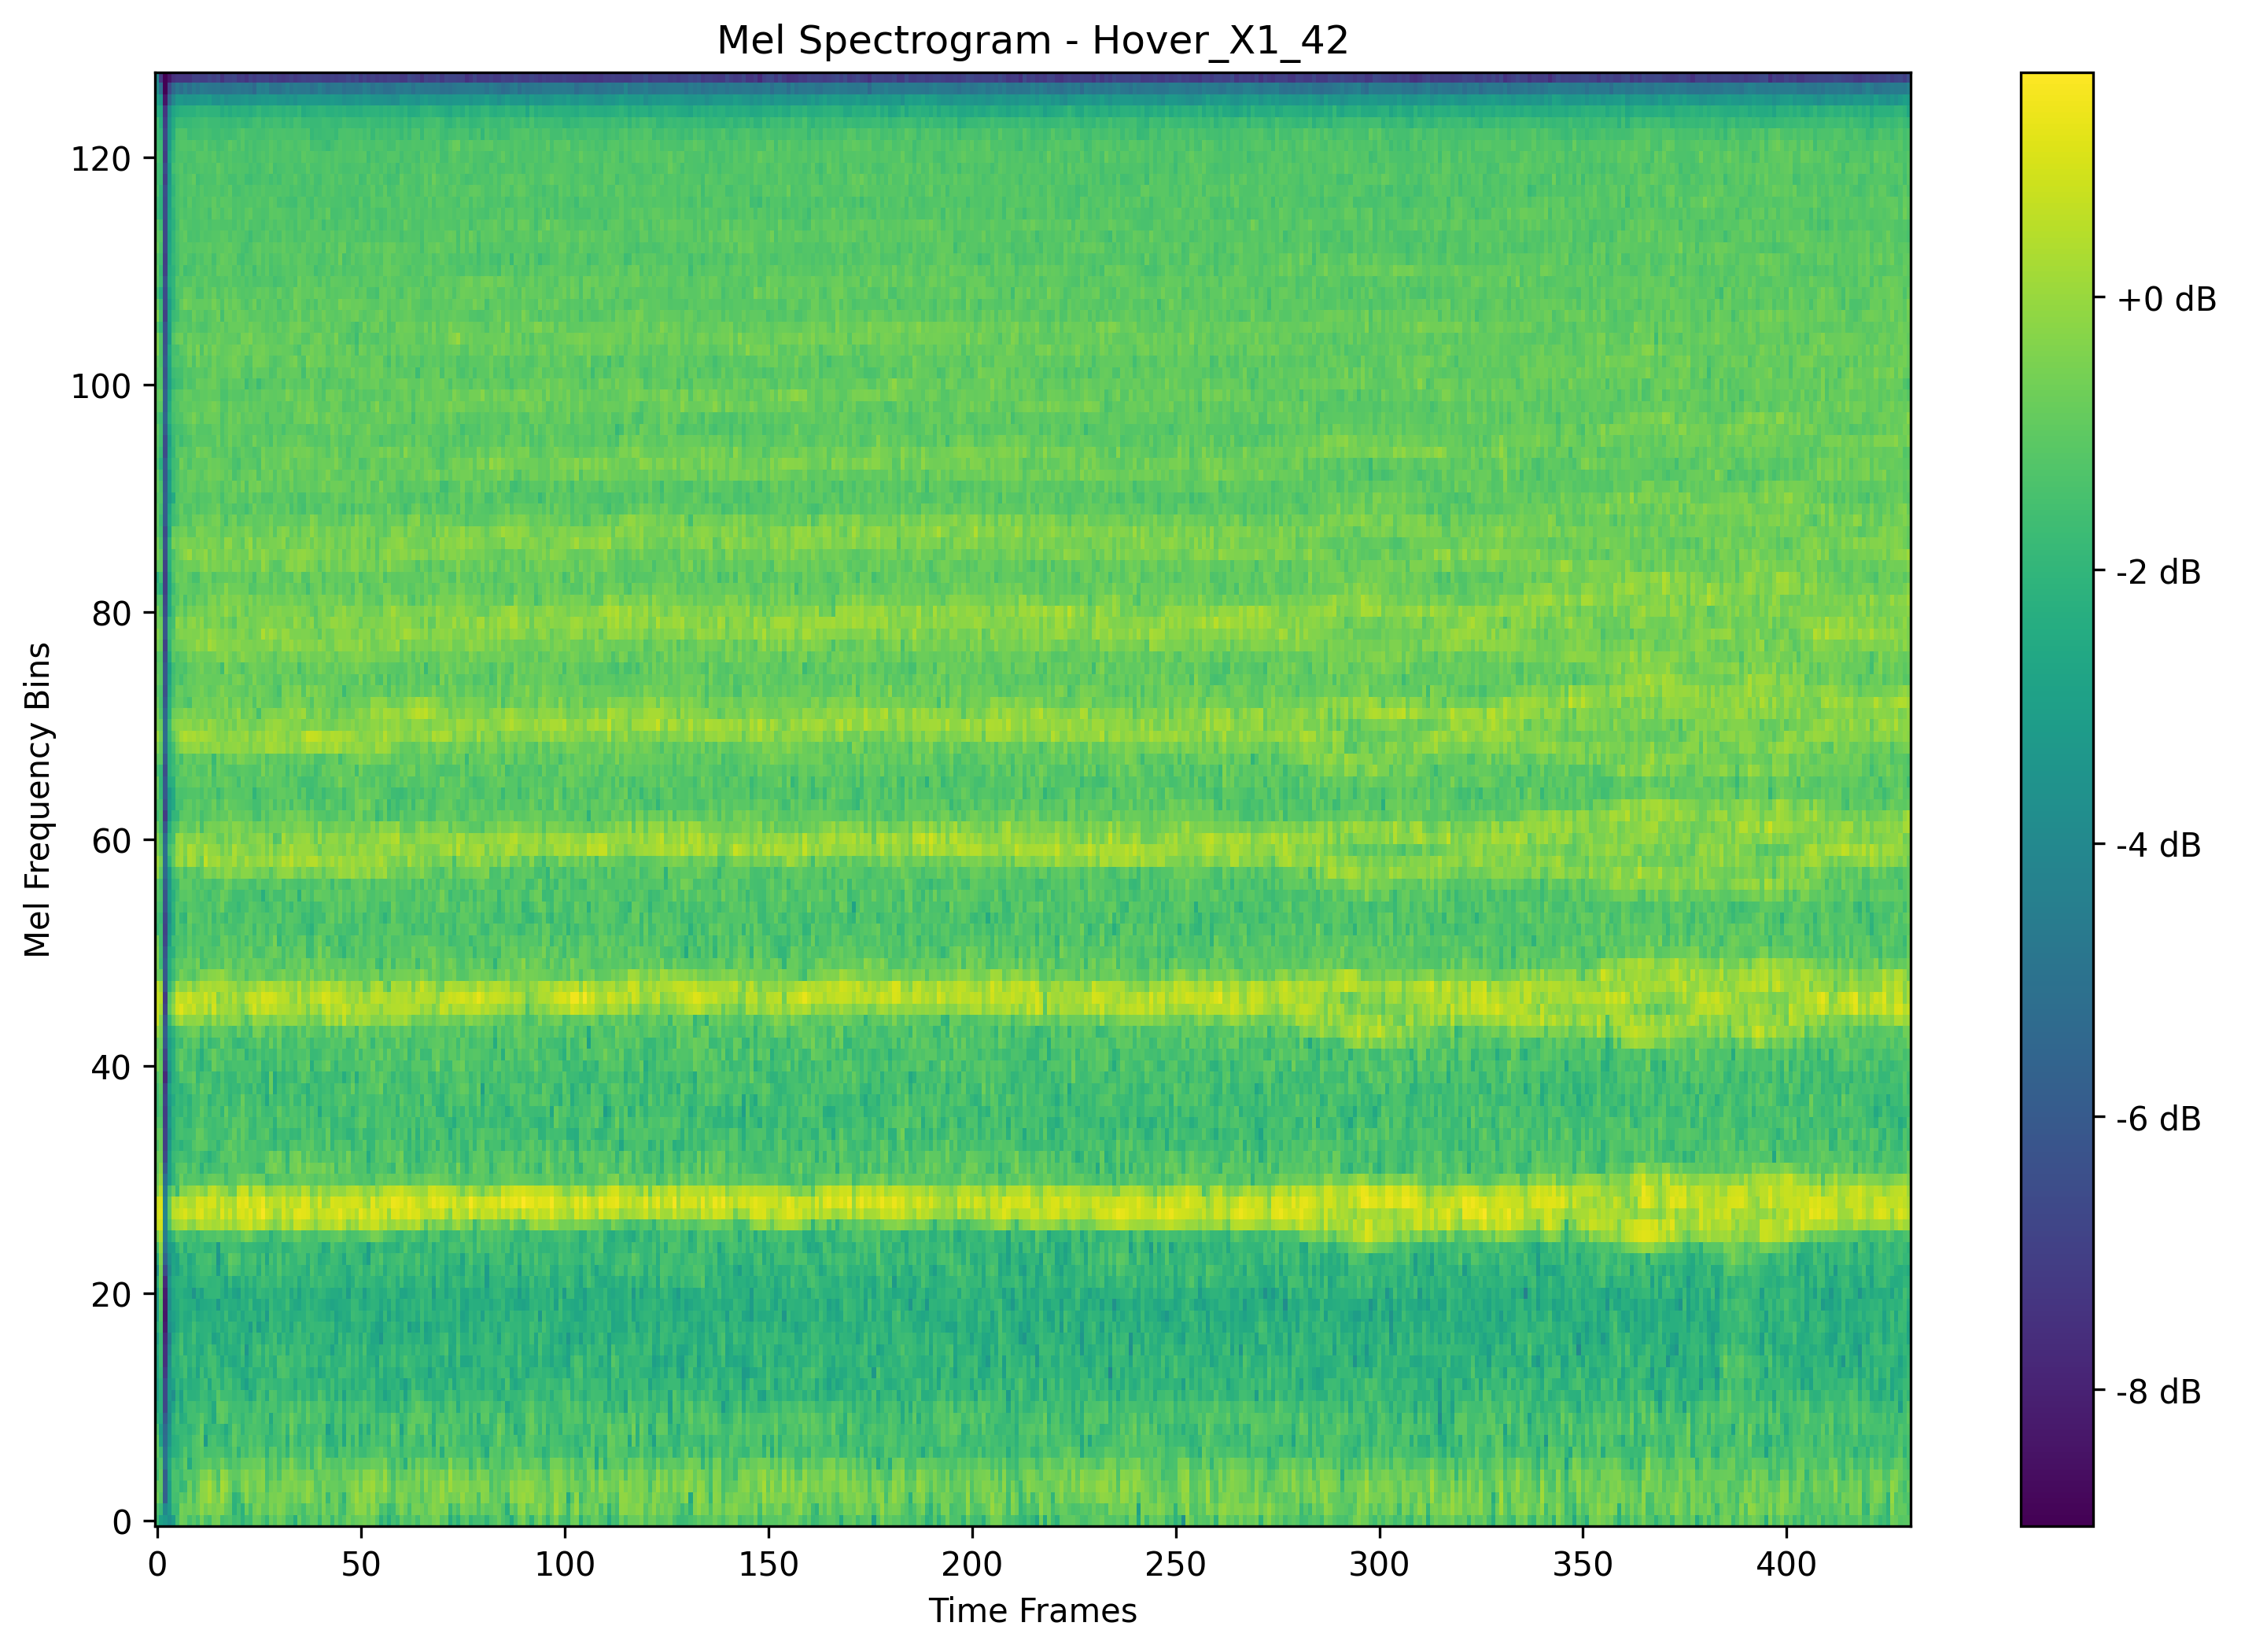 Mel Spectrogram - Hover_X1_42
Mel Frequency Bins
120
100
80
60
40
20
0
0 50 100 150 200 250 300 350 400
Time Frames
+0 dB
-2 dB
-4 dB
-6 dB
-8 dB